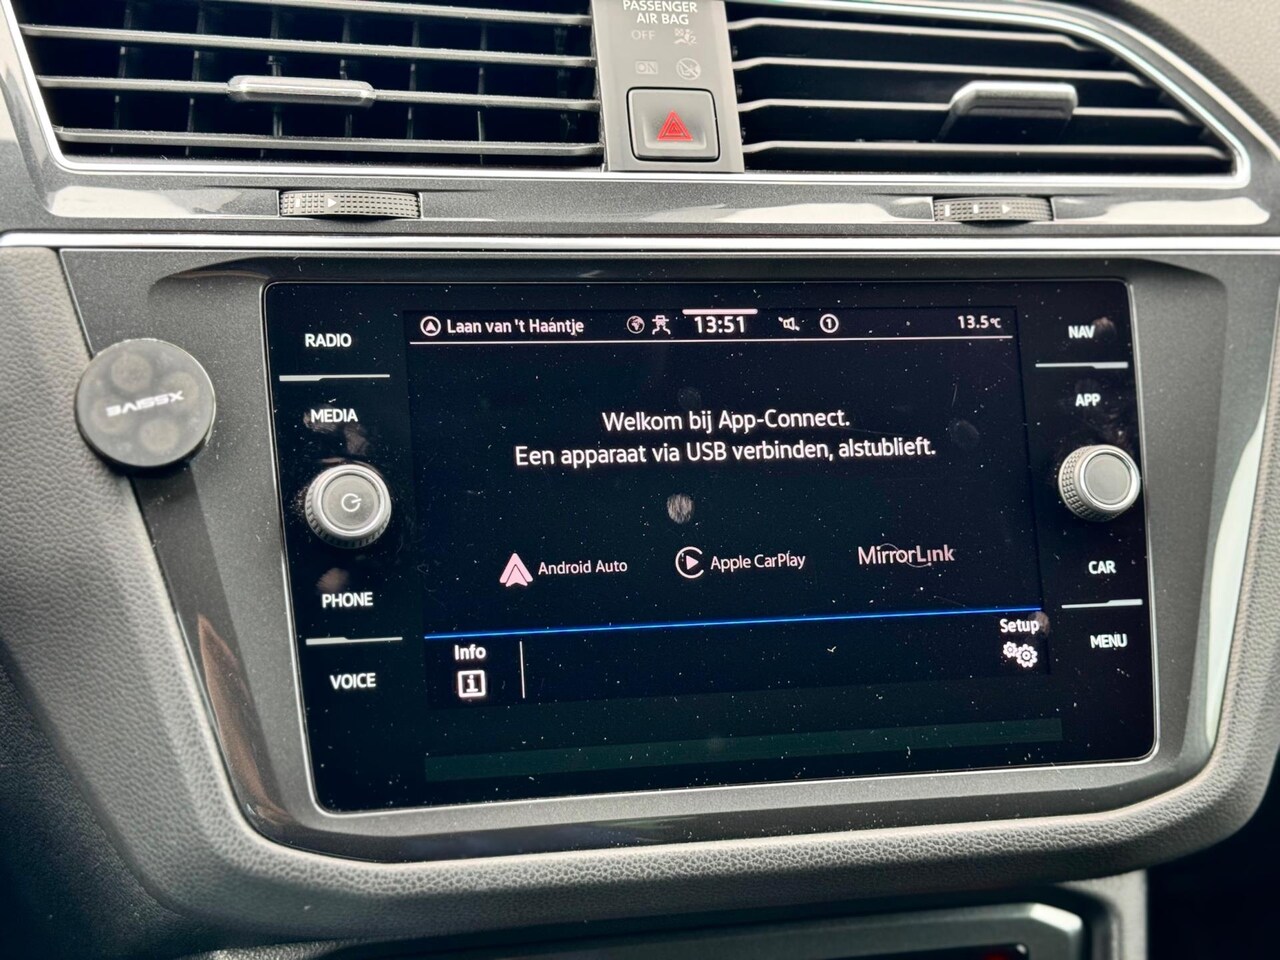 PASSENGER
AIR BAG
OFF
ON
RADIO
MEDIA
PHONE
VOICE
Laan van 't Haantje
13:51
1
13.5°C
Welkom bij App-Connect.
Een apparaat via USB verbinden, alstublieft.
Android Auto
Apple CarPlay
MirrorLink
Info
Setup
NAV
APP
CAR
MENU